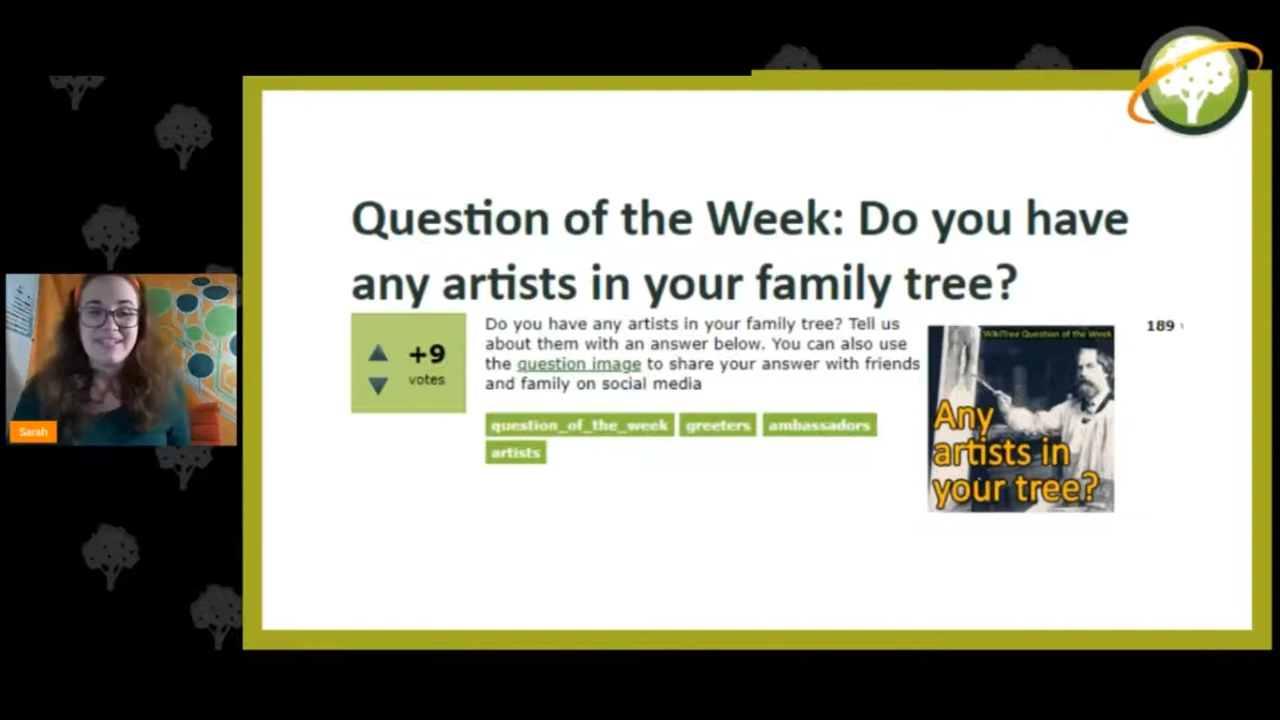 Question of the Week: Do you have
any artists in your family tree?
+9
votes
Do you have any artists in your family tree? Tell us
about them with an answer below. You can also use
the question image to share your answer with friends
and family on social media
question_of_the_week greeters ambassadors
artists
WikiTree Question of the Week
Any
artists in
your tree?
189
Sarah